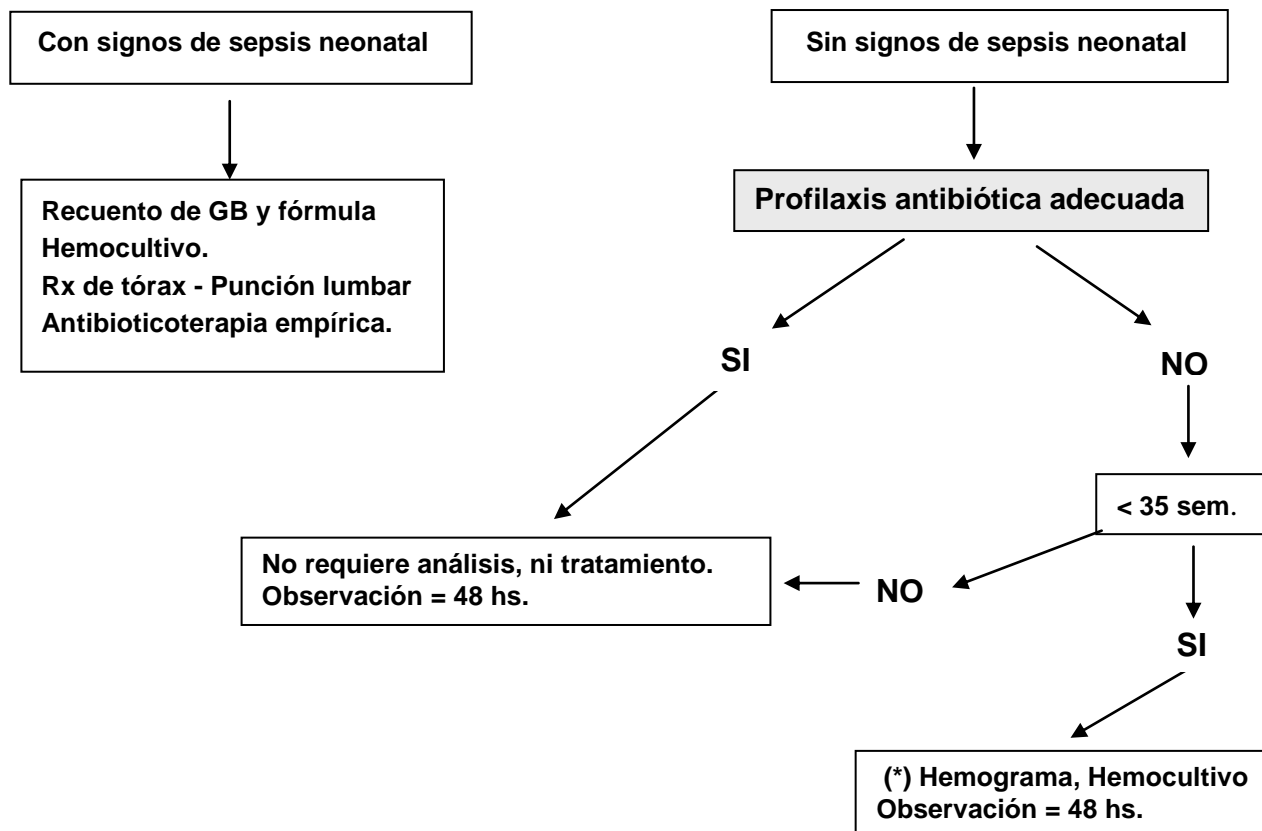 Con signos de sepsis neonatal
Sin signos de sepsis neonatal
Recuento de GB y fórmula
Hemocultivo.
Rx de tórax - Punción lumbar
Antibioticoterapia empírica.
Profilaxis antibiótica adecuada
SI
NO
< 35 sem.
No requiere análisis, ni tratamiento.
Observación = 48 hs.
NO
SI
(*) Hemograma, Hemocultivo
Observación = 48 hs.